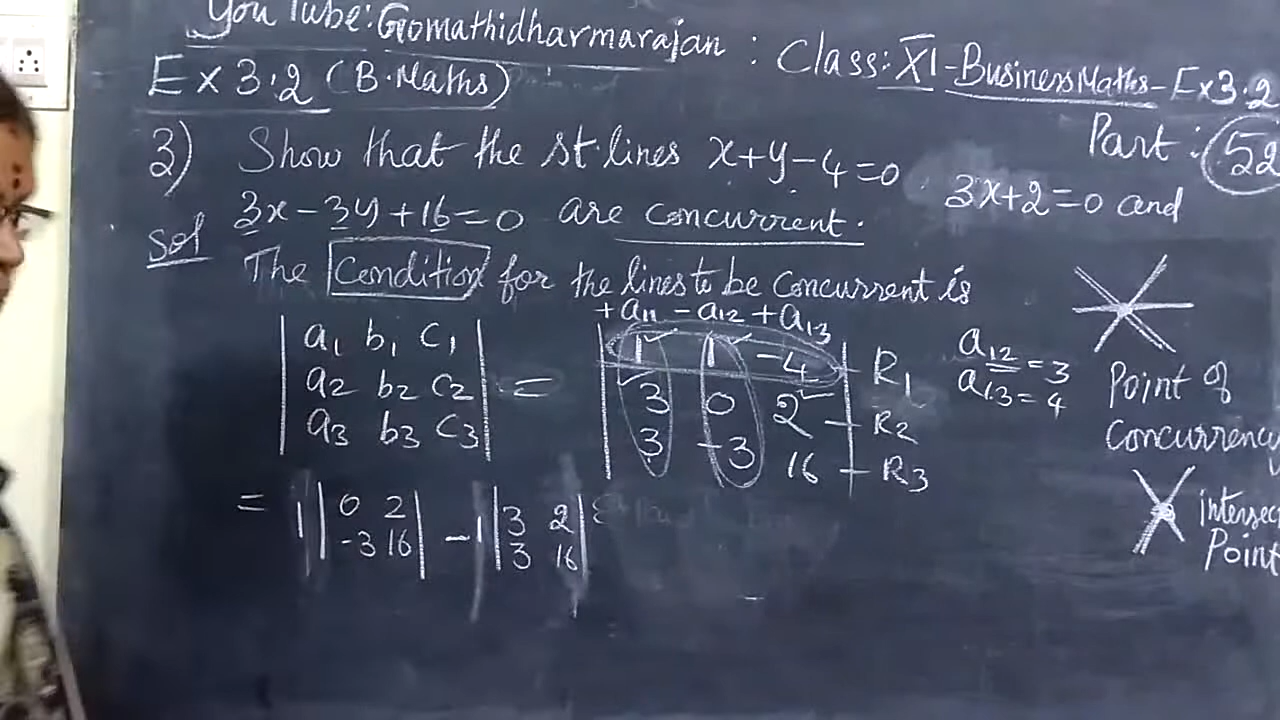 You Tube: Gomathidharmarajan : Class: XI - Business Maths - Ex 3.2
Ex 3.2 (B. Maths)
Part: 52
3) Show that the st. lines x+y-4=0. 3x+2=0 and
3x-3y+16=0 are concurrent.
Sol
The Condition for the lines to be concurrent is
+a11 -a12 +a13
| a1 b1 c1 | = | 1 1 -4 | - R1
| a2 b2 c2 | | 3 0 2 | - R2
| a3 b3 c3 | | 3 -3 16 | - R3
a12 = 3
a13 = 4
Point of
Concurrency
= 1 | 0 2 | - 1 | 3 2 |
| -3 16 | | 3 16 |
intersec
Point